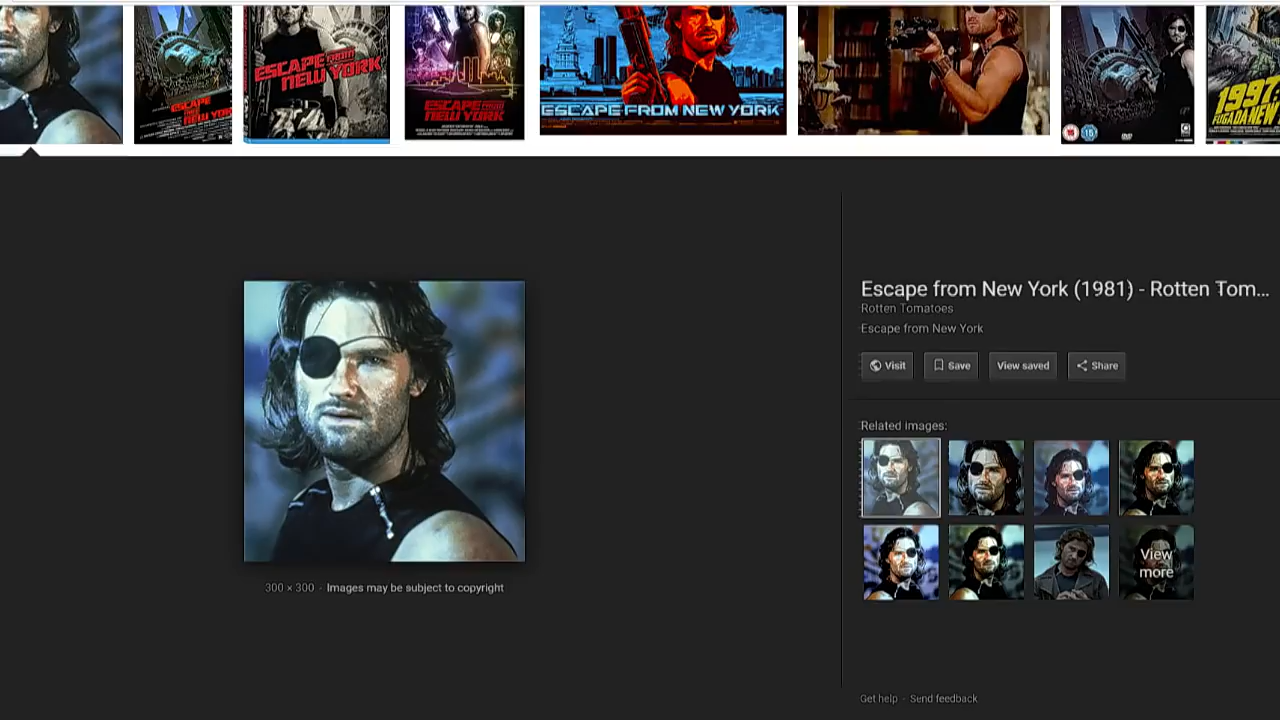 ESCAPE
FROM
NEW YORK
ESCAPE FROM
NEW YORK
ESCAPE FROM
NEW YORK
ESCAPE FROM NEW YORK
15
DVD
1997:
FUGA DA NEW
Escape from New York (1981) - Rotten Tom...
Rotten Tomatoes
Escape from New York
Visit
Save
View saved
Share
Related images:
View
more
300 × 300 - Images may be subject to copyright
Get help - Send feedback